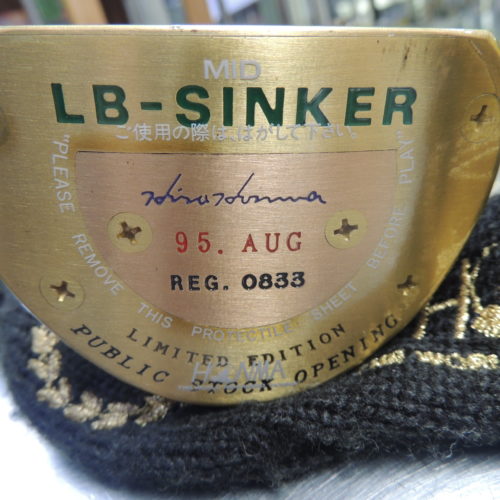 MID
LB-SINKER
ご使用の際は、はがして下さい。
"PLEASE REMOVE THIS PROTECTIVE SHEET BEFORE PLAY"
95. AUG
REG. 0833
LIMITED EDITION
PUBLIC STOCK OPENING
HONMA